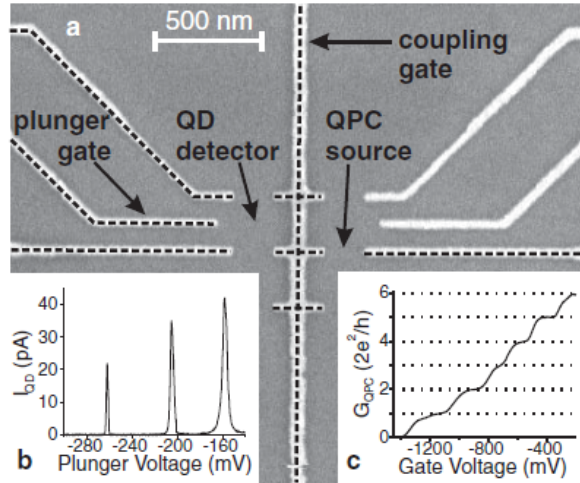 a
500 nm
coupling
gate
plunger
gate
QD
detector
QPC
source
I_QD (pA)
40
30
20
10
0
-280
-240
-200
-160
b
Plunger Voltage (mV)
G_QPC (2e²/h)
6
5
4
3
2
1
0
-1200
-800
-400
c
Gate Voltage (mV)